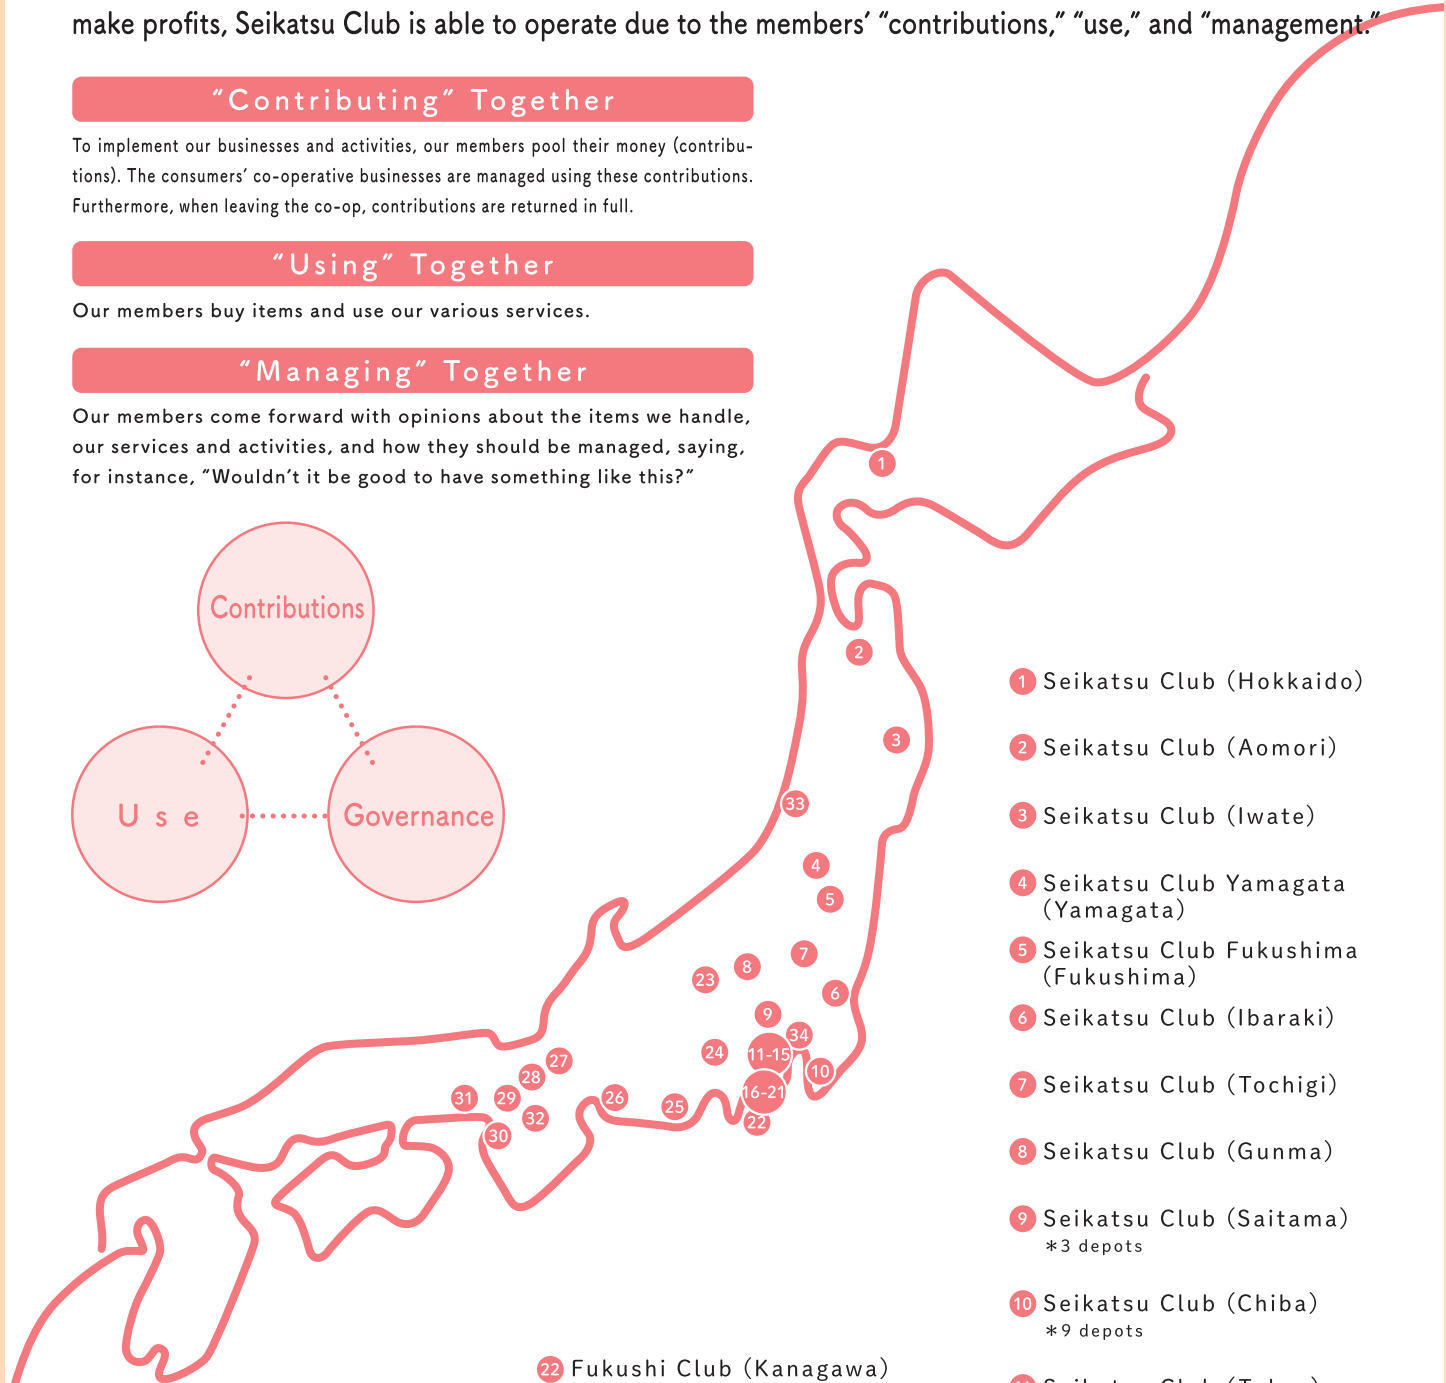 make profits, Seikatsu Club is able to operate due to the members’ “contributions,” “use,” and “management.”
“Contributing” Together
To implement our businesses and activities, our members pool their money (contribu-
tions). The consumers’ co-operative businesses are managed using these contributions.
Furthermore, when leaving the co-op, contributions are returned in full.
“Using” Together
Our members buy items and use our various services.
“Managing” Together
Our members come forward with opinions about the items we handle,
our services and activities, and how they should be managed, saying,
for instance, “Wouldn’t it be good to have something like this?”
Contributions
Use
Governance
1
2
3
33
4
5
7
8
23
6
9
34
24
11-15
10
27
28
16-21
31
29
26
25
32
22
30
1 Seikatsu Club (Hokkaido)
2 Seikatsu Club (Aomori)
3 Seikatsu Club (Iwate)
4 Seikatsu Club Yamagata
(Yamagata)
5 Seikatsu Club Fukushima
(Fukushima)
6 Seikatsu Club (Ibaraki)
7 Seikatsu Club (Tochigi)
8 Seikatsu Club (Gunma)
9 Seikatsu Club (Saitama)
*3 depots
10 Seikatsu Club (Chiba)
*9 depots
22 Fukushi Club (Kanagawa)